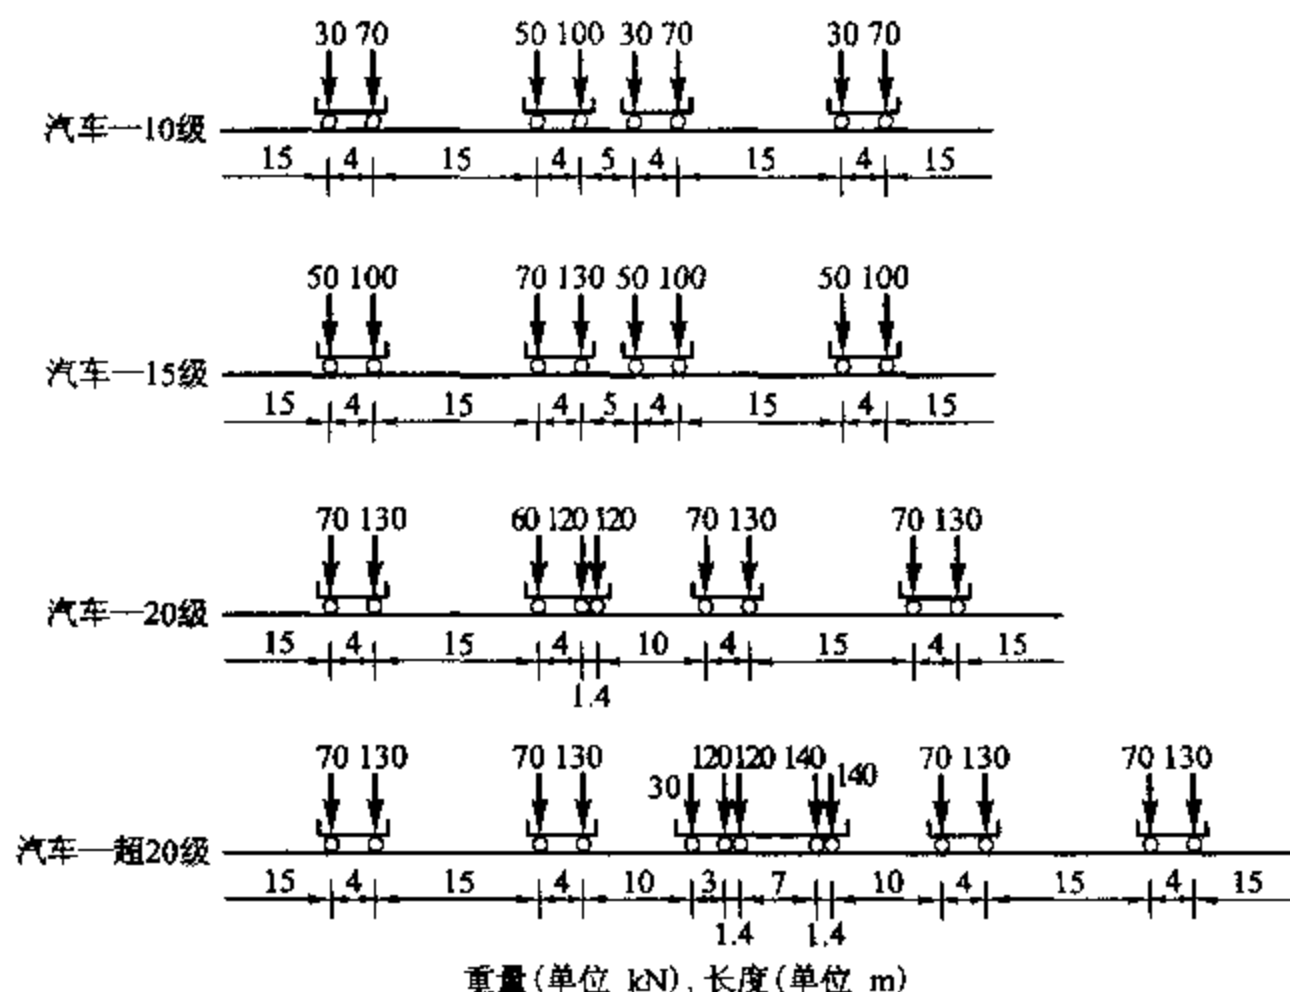 30 70 50 100 30 70 30 70
汽车—10级
15 4 15 4 5 4 15 4 15
50 100 70 130 50 100 50 100
汽车—15级
15 4 15 4 5 4 15 4 15
70 130 60 120 120 70 130 70 130
汽车—20级
15 4 15 4 10 4 15 4 15
1.4
70 130 70 130 120 120 140 70 130 70 130
30 140
汽车—超20级
15 4 15 4 10 3 7 10 4 15 4 15
1.4 1.4
重量(单位 kN), 长度(单位 m)